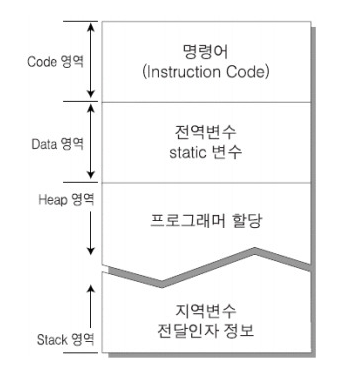 Code 영역
명령어
(Instruction Code)
Data 영역
전역변수
static 변수
Heap 영역
프로그래머 할당
Stack 영역
지역변수
전달인자 정보